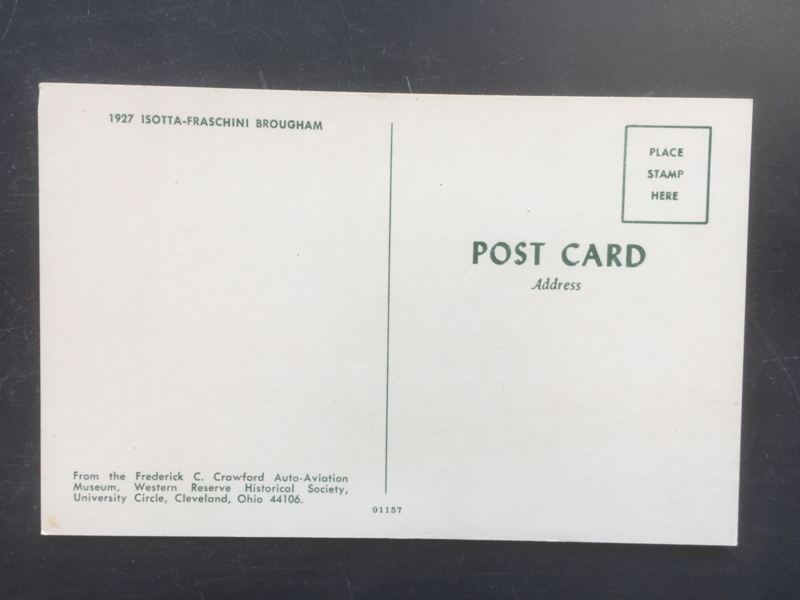 1927 ISOTTA-FRASCHINI BROUGHAM
PLACE
STAMP
HERE
POST CARD
Address
From the Frederick C. Crawford Auto-Aviation
Museum, Western Reserve Historical Society,
University Circle, Cleveland, Ohio 44106.
91157